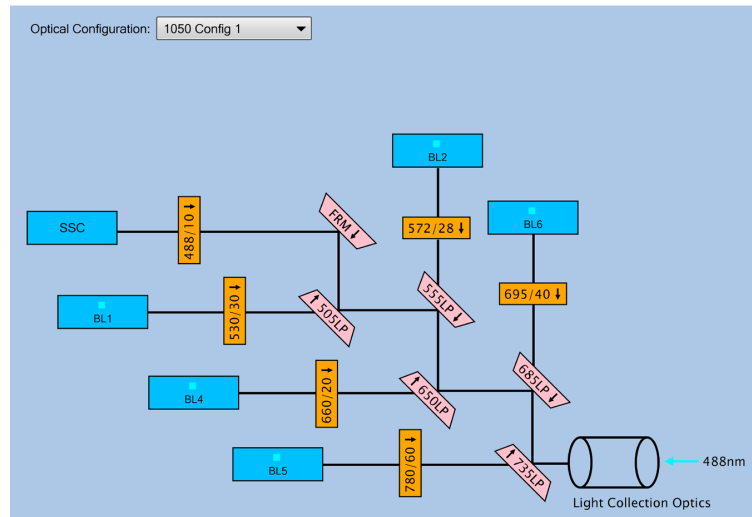 Optical Configuration: 1050 Config 1
BL2
SSC
488/10
FRM
572/28
BL6
BL1
530/30
505LP
555LP
695/40
BL4
660/20
650LP
685LP
BL5
780/60
735LP
488nm
Light Collection Optics